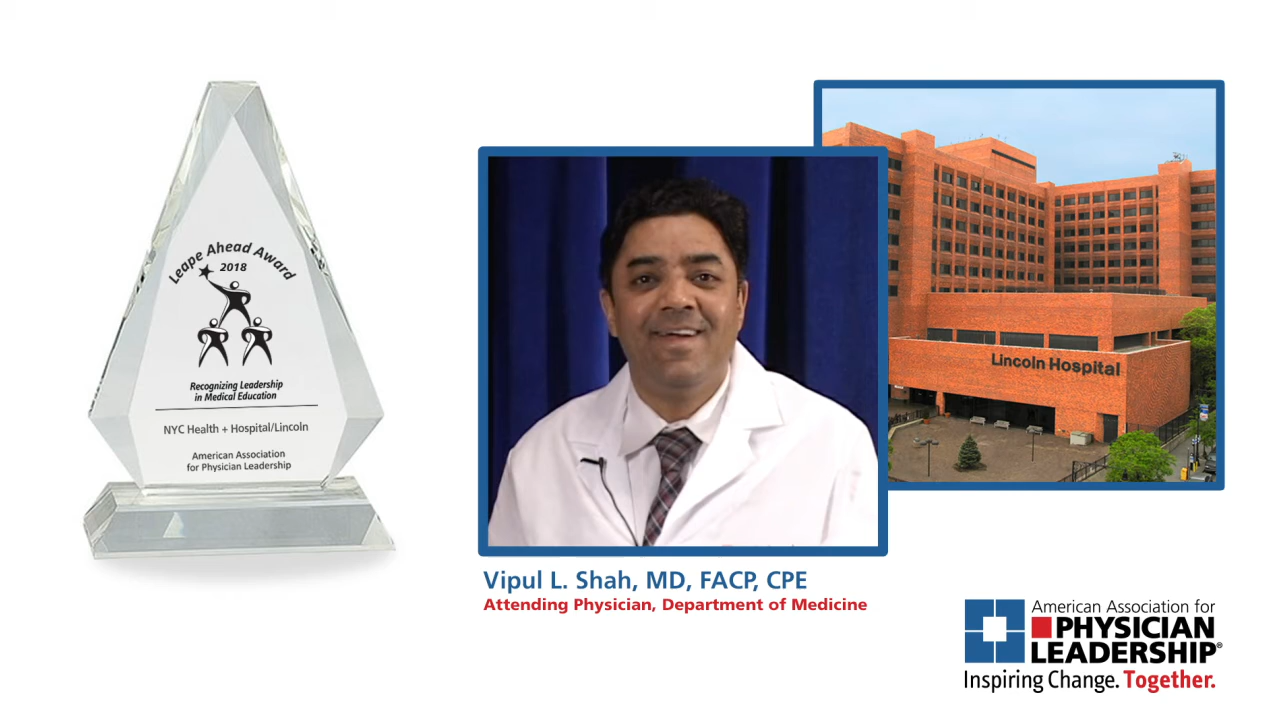 Leape Ahead Award
2018
Recognizing Leadership
in Medical Education
NYC Health + Hospital/Lincoln
American Association
for Physician Leadership
Lincoln Hospital
Vipul L. Shah, MD, FACP, CPE
Attending Physician, Department of Medicine
American Association for
PHYSICIAN
LEADERSHIP®
Inspiring Change. Together.